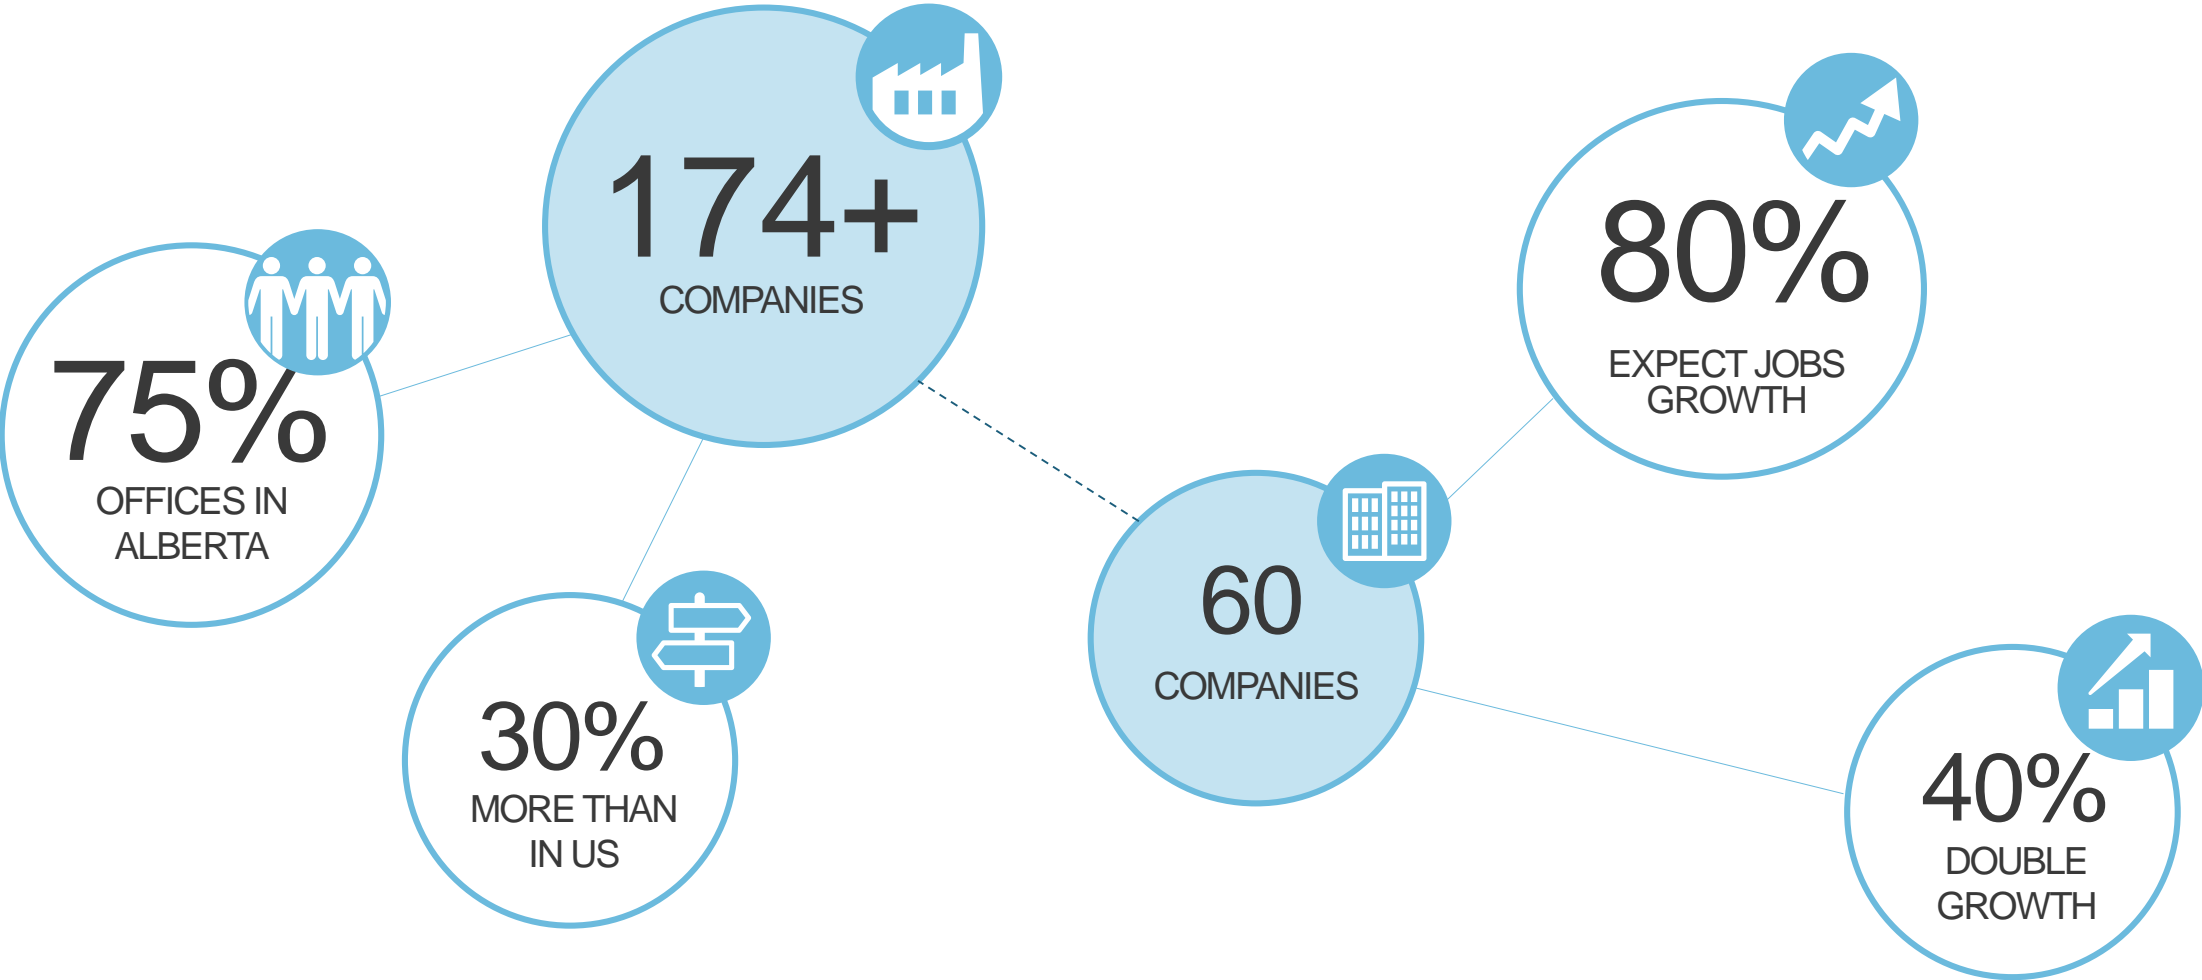 174+
COMPANIES
75%
OFFICES IN
ALBERTA
30%
MORE THAN
IN US
60
COMPANIES
80%
EXPECT JOBS
GROWTH
40%
DOUBLE
GROWTH